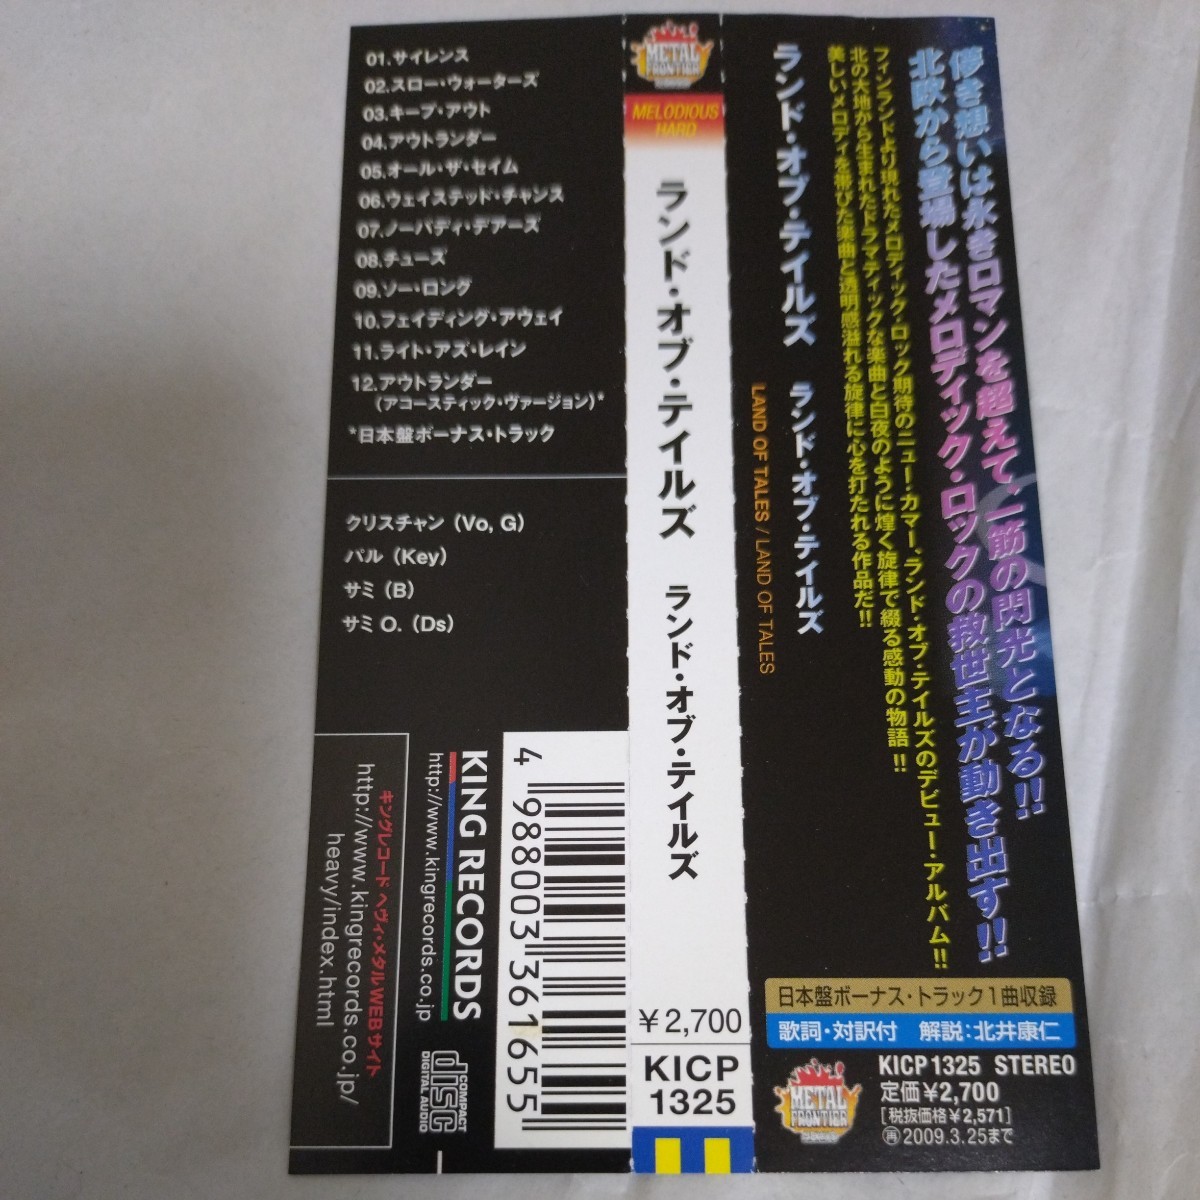 01.サイレンス
02.スロー・ウォーターズ
03.キープ・アウト
04.アウトランダー
05.オール・ザ・セイム
06.ウェイステッド・チャンス
07.ノーバディ・デアーズ
08.チューズ
09.ソー・ロング
10.フェイディング・アウェイ
11.ライト・アズ・レイン
12.アウトランダー
(アコースティック・ヴァージョン)*
*日本盤ボーナス・トラック
クリスチャン (Vo, G)
パル (Key)
サミ (B)
サミ O. (Ds)
キングレコード ヘヴィ・メタルWEBサイト
http://www.kingrecords.co.jp/
heavy/index.html
KING RECORDS
http://www.kingrecords.co.jp
COMPACT
disc
DIGITAL AUDIO
4 988003 361655
METAL
FRONTIER
MELODIOUS
HARD
ランド・オブ・テイルズ ランド・オブ・テイルズ
¥2,700
KICP
1325
儚き想いは永きロマンを超えて、一筋の閃光となる!!
北欧から登場したメロディック・ロックの救世主が動き出す!!
フィンランドより現れたメロディック・ロック期待のニュー・カマー、ランド・オブ・テイルズのデビュー・アルバム!!
北の大地から生まれたドラマティックな楽曲と白夜のように煌く旋律で綴る感動の物語!!
美しいメロディを帯びた楽曲と透明感溢れる旋律に心を打たれる作品だ!!
ランド・オブ・テイルズ ランド・オブ・テイルズ
LAND OF TALES / LAND OF TALES
日本盤ボーナス・トラック1曲収録
歌詞・対訳付 解説:北井康仁
METAL
FRONTIER
KICP 1325 STEREO
定価¥2,700
[税抜価格¥2,571]
㊞2009.3.25まで